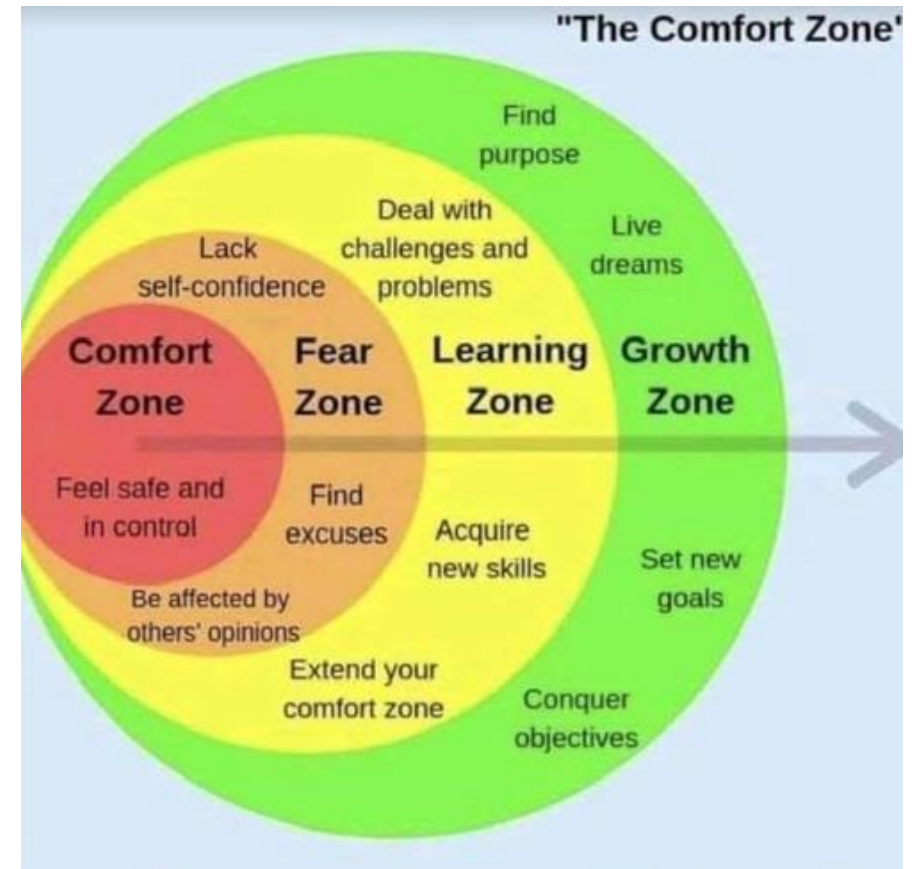 "The Comfort Zone"
Find
purpose
Live
dreams
Deal with
challenges and
problems
Lack
self-confidence
Comfort
Zone
Fear
Zone
Learning
Zone
Growth
Zone
Feel safe and
in control
Find
excuses
Be affected by
others' opinions
Acquire
new skills
Extend your
comfort zone
Set new
goals
Conquer
objectives